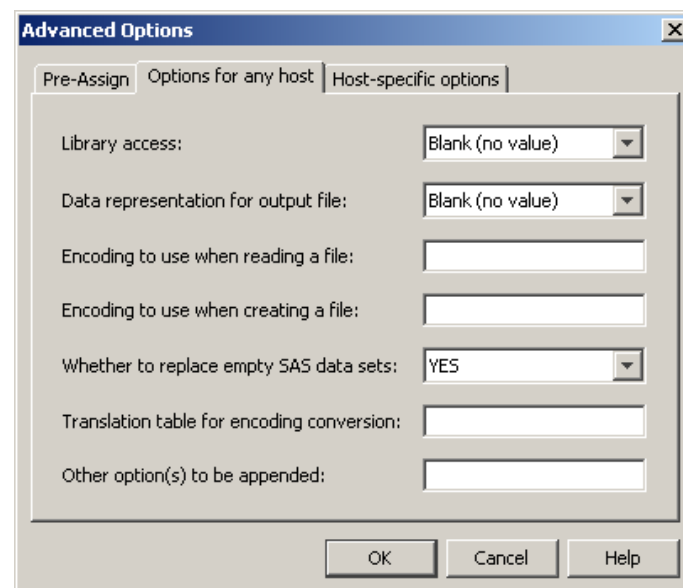 Advanced Options
Pre-Assign Options for any host Host-specific options
Library access: Blank (no value)
Data representation for output file: Blank (no value)
Encoding to use when reading a file:
Encoding to use when creating a file:
Whether to replace empty SAS data sets: YES
Translation table for encoding conversion:
Other option(s) to be appended:
OK Cancel Help